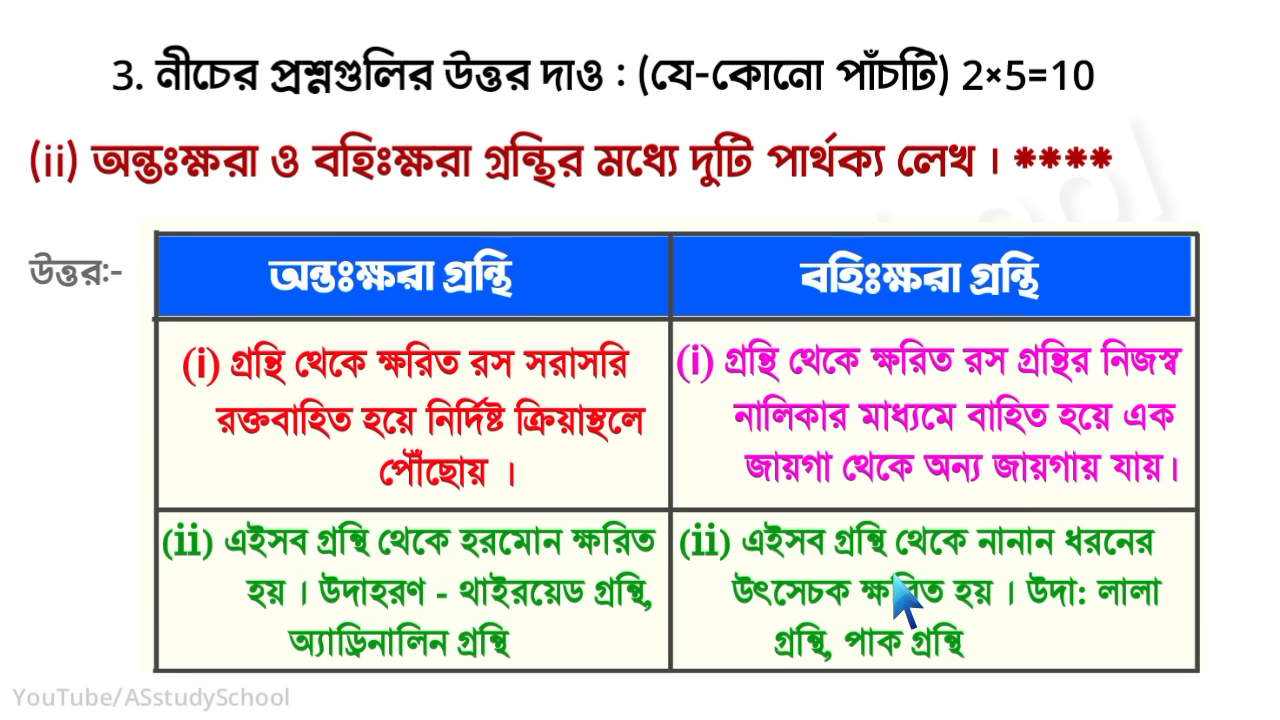 3. নীচের প্রশ্নগুলির উত্তর দাও : (যে-কোনো পাঁচটি) 2×5=10
(ii) অন্তঃক্ষরা ও বহিঃক্ষরা গ্রন্থির মধ্যে দুটি পার্থক্য লেখ । ****
উত্তর:-
অন্তঃক্ষরা গ্রন্থি
বহিঃক্ষরা গ্রন্থি
(i) গ্রন্থি থেকে ক্ষরিত রস সরাসরি
রক্তবাহিত হয়ে নির্দিষ্ট ক্রিয়াস্থলে
পৌঁছোয় ।
(i) গ্রন্থি থেকে ক্ষরিত রস গ্রন্থির নিজস্ব
নালিকার মাধ্যমে বাহিত হয়ে এক
জায়গা থেকে অন্য জায়গায় যায়।
(ii) এইসব গ্রন্থি থেকে হরমোন ক্ষরিত
হয় । উদাহরণ - থাইরয়েড গ্রন্থি,
অ্যাড্রিনালিন গ্রন্থি
(ii) এইসব গ্রন্থি থেকে নানান ধরনের
উৎসেচক ক্ষরিত হয় । উদা: লালা
গ্রন্থি, পাক গ্রন্থি
YouTube/ASstudySchool